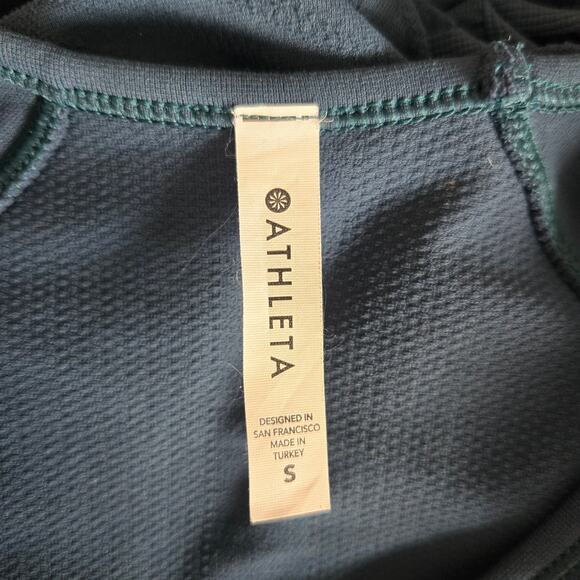 ATHLETA
DESIGNED IN
SAN FRANCISCO
MADE IN
TURKEY
S